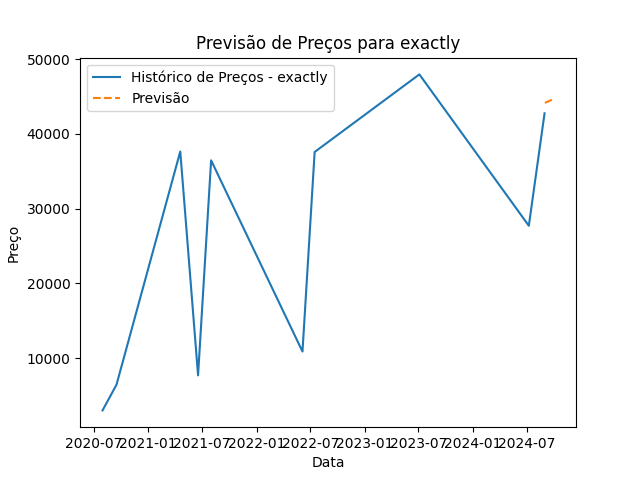 Previsão de Preços para exactly
Histórico de Preços - exactly
Previsão
Preço
50000
40000
30000
20000
10000
2020-07
2021-01
2021-07
2022-01
2022-07
2023-01
2023-07
2024-01
2024-07
Data